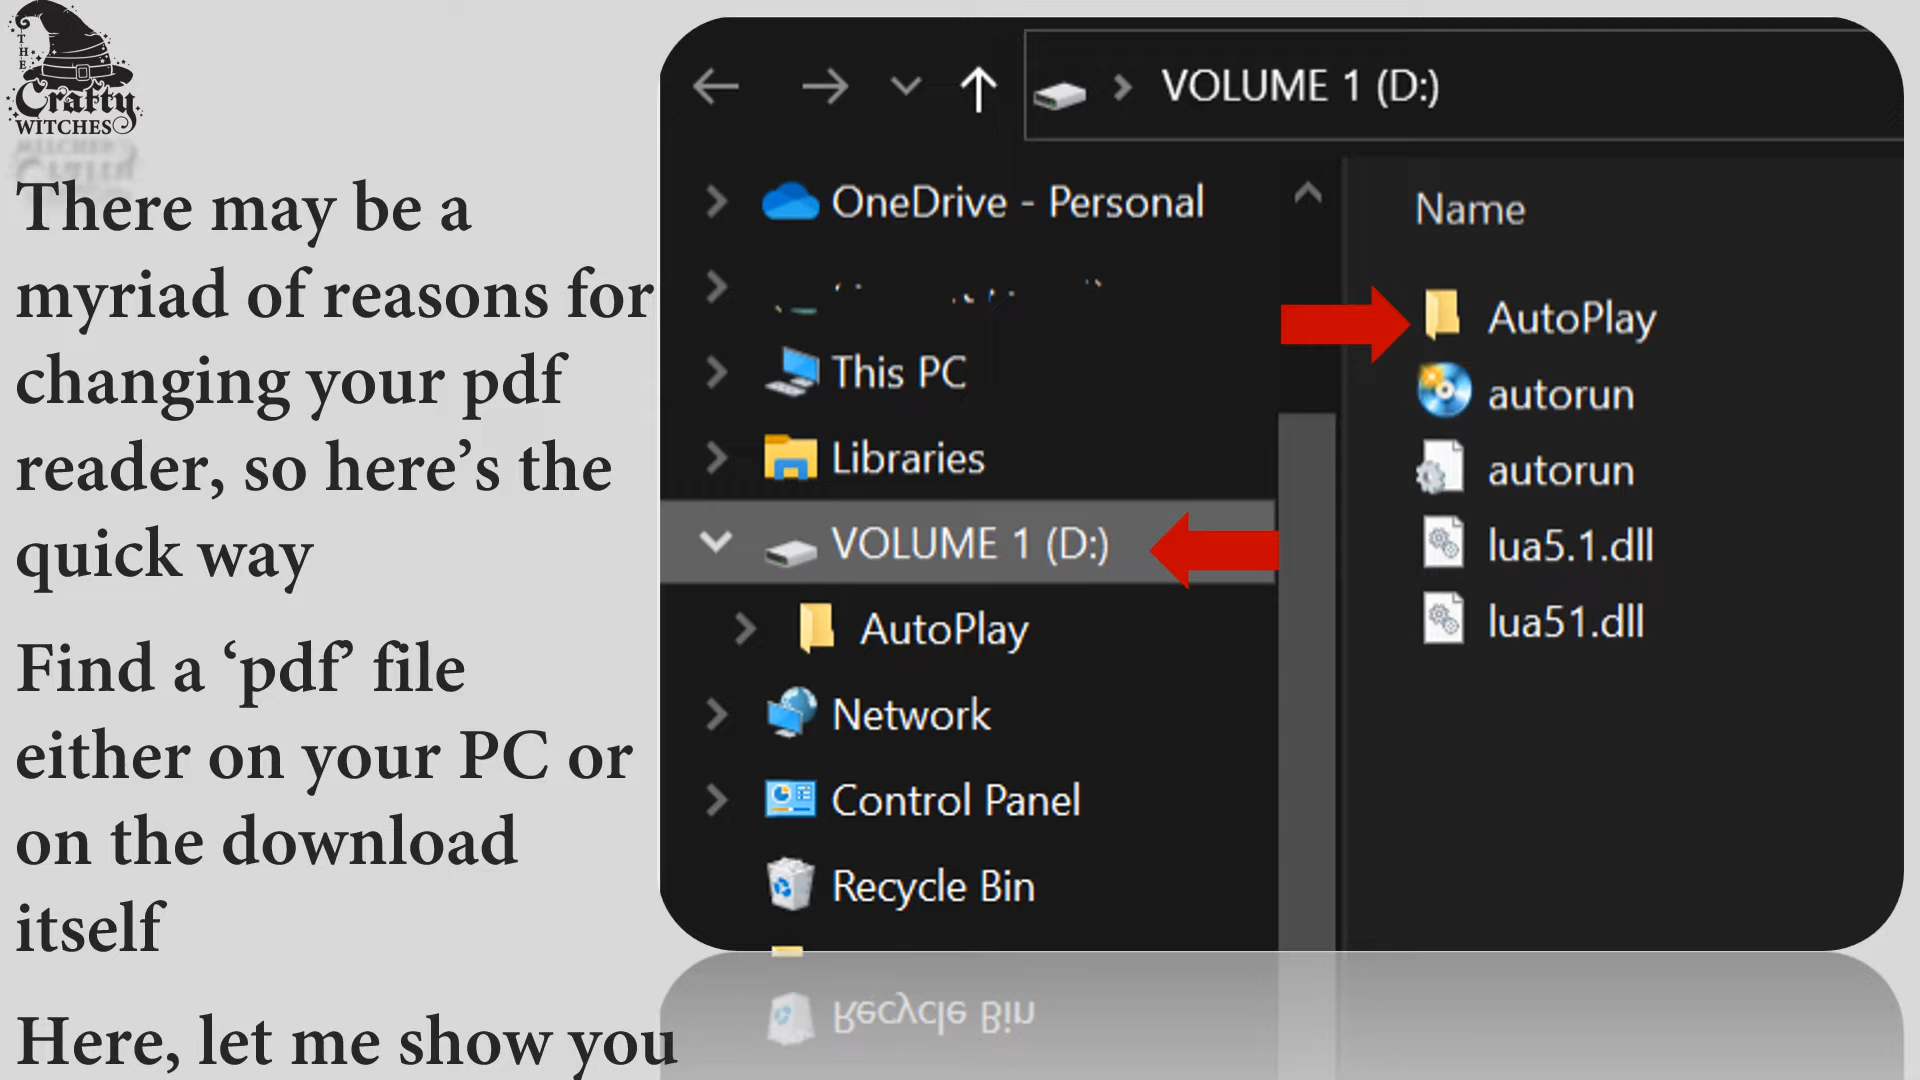 THE
Crafty
WITCHES
There may be a
myriad of reasons for
changing your pdf
reader, so here’s the
quick way
Find a ‘pdf’ file
either on your PC or
on the download
itself
Here, let me show you
VOLUME 1 (D:)
OneDrive - Personal
This PC
Libraries
VOLUME 1 (D:)
AutoPlay
Network
Control Panel
Recycle Bin
Name
AutoPlay
autorun
autorun
lua5.1.dll
lua51.dll